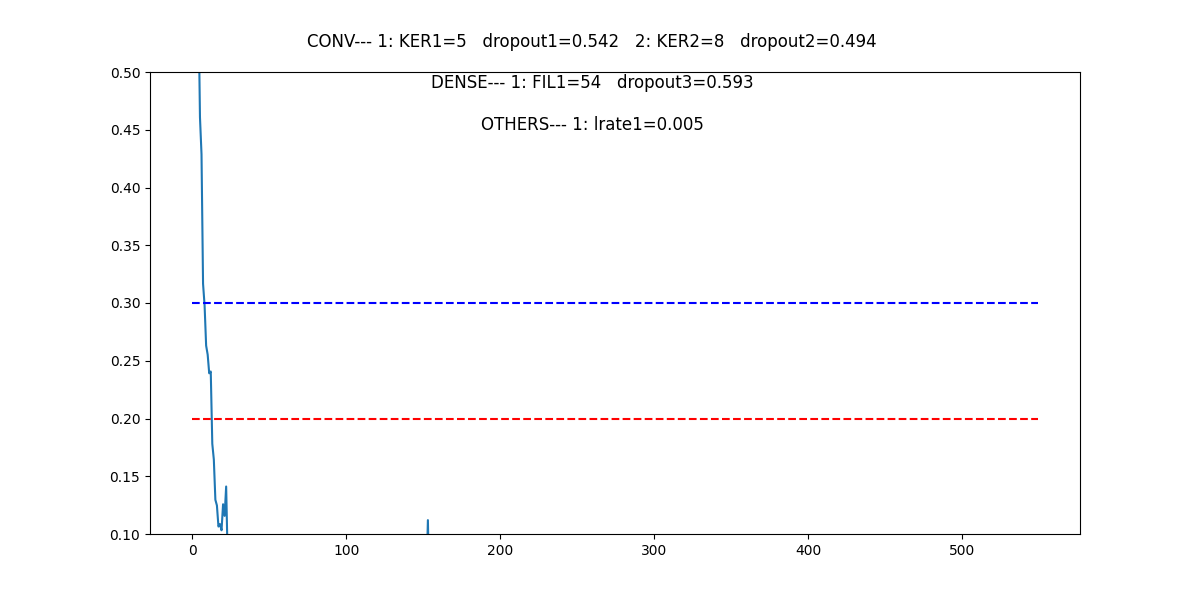 CONV--- 1: KER1=5 dropout1=0.542 2: KER2=8 dropout2=0.494
DENSE--- 1: FIL1=54 dropout3=0.593
OTHERS--- 1: lrate1=0.005
0.50
0.45
0.40
0.35
0.30
0.25
0.20
0.15
0.10
0 100 200 300 400 500